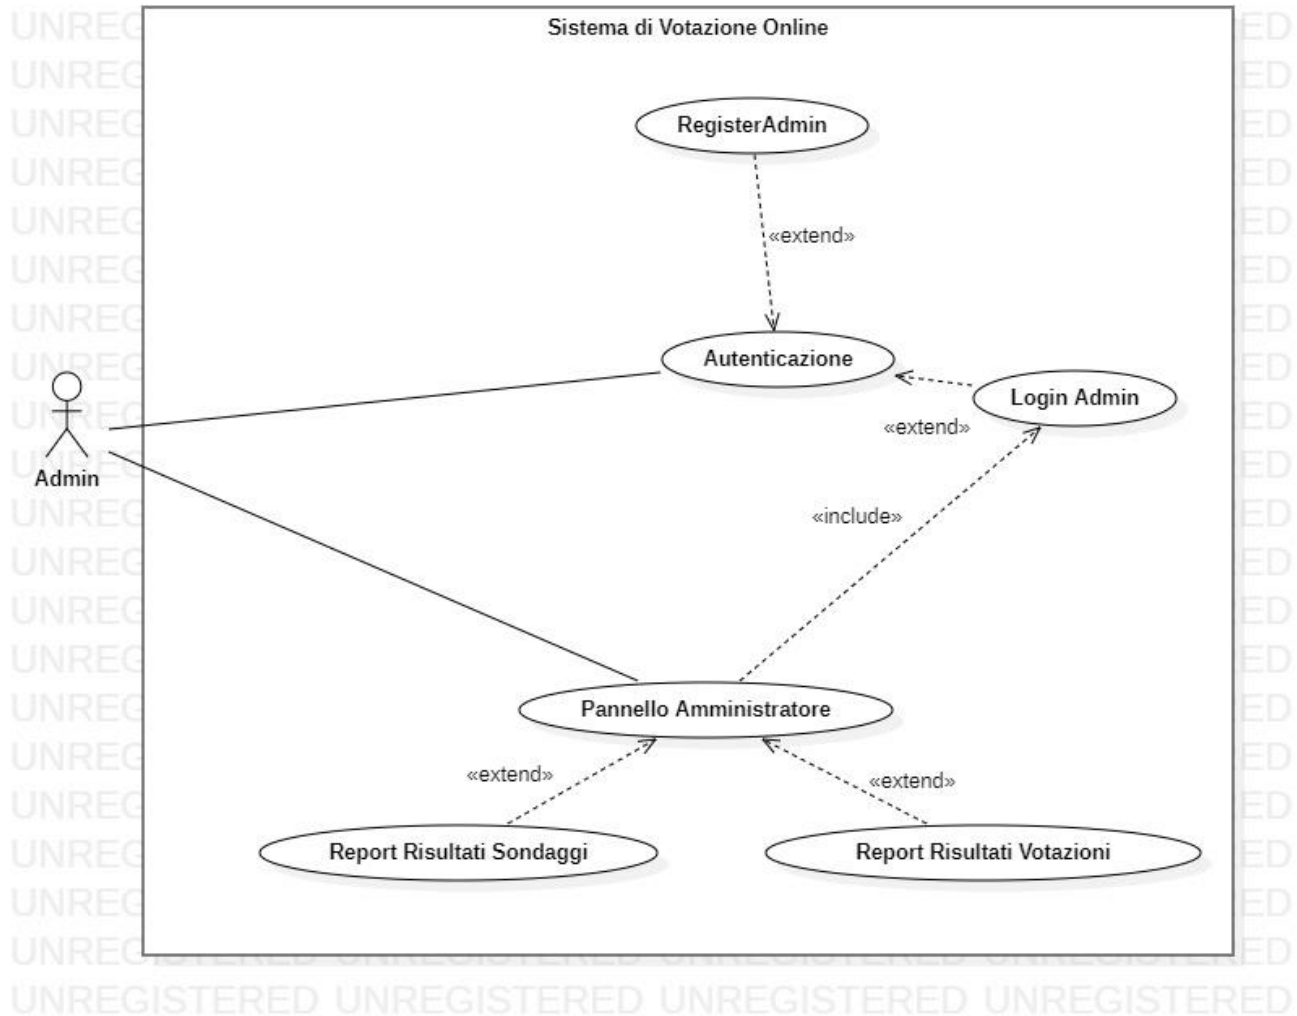 Sistema di Votazione Online
RegisterAdmin
«extend»
Autenticazione
Login Admin
«extend»
Admin
«include»
Pannello Amministratore
«extend»
«extend»
Report Risultati Sondaggi
Report Risultati Votazioni
UNREGISTERED UNREGISTERED UNREGISTERED UNREGISTERED